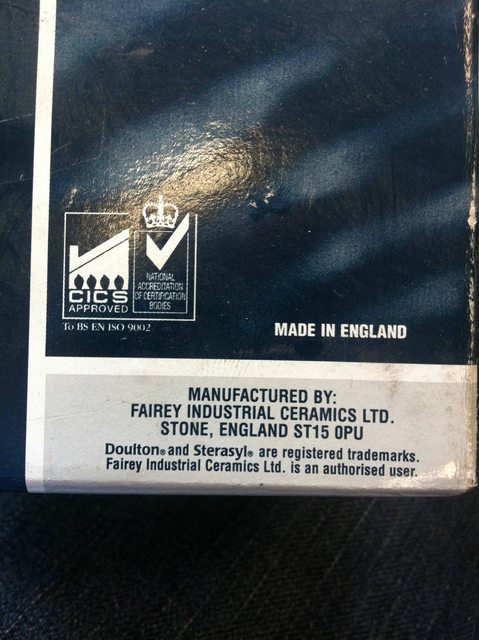 CICS
APPROVED
NATIONAL
ACCREDITATION
OF CERTIFICATION
BODIES
To BS EN ISO 9002
MADE IN ENGLAND
MANUFACTURED BY:
FAIREY INDUSTRIAL CERAMICS LTD.
STONE, ENGLAND ST15 0PU
Doulton® and Sterasyl® are registered trademarks.
Fairey Industrial Ceramics Ltd. is an authorised user.